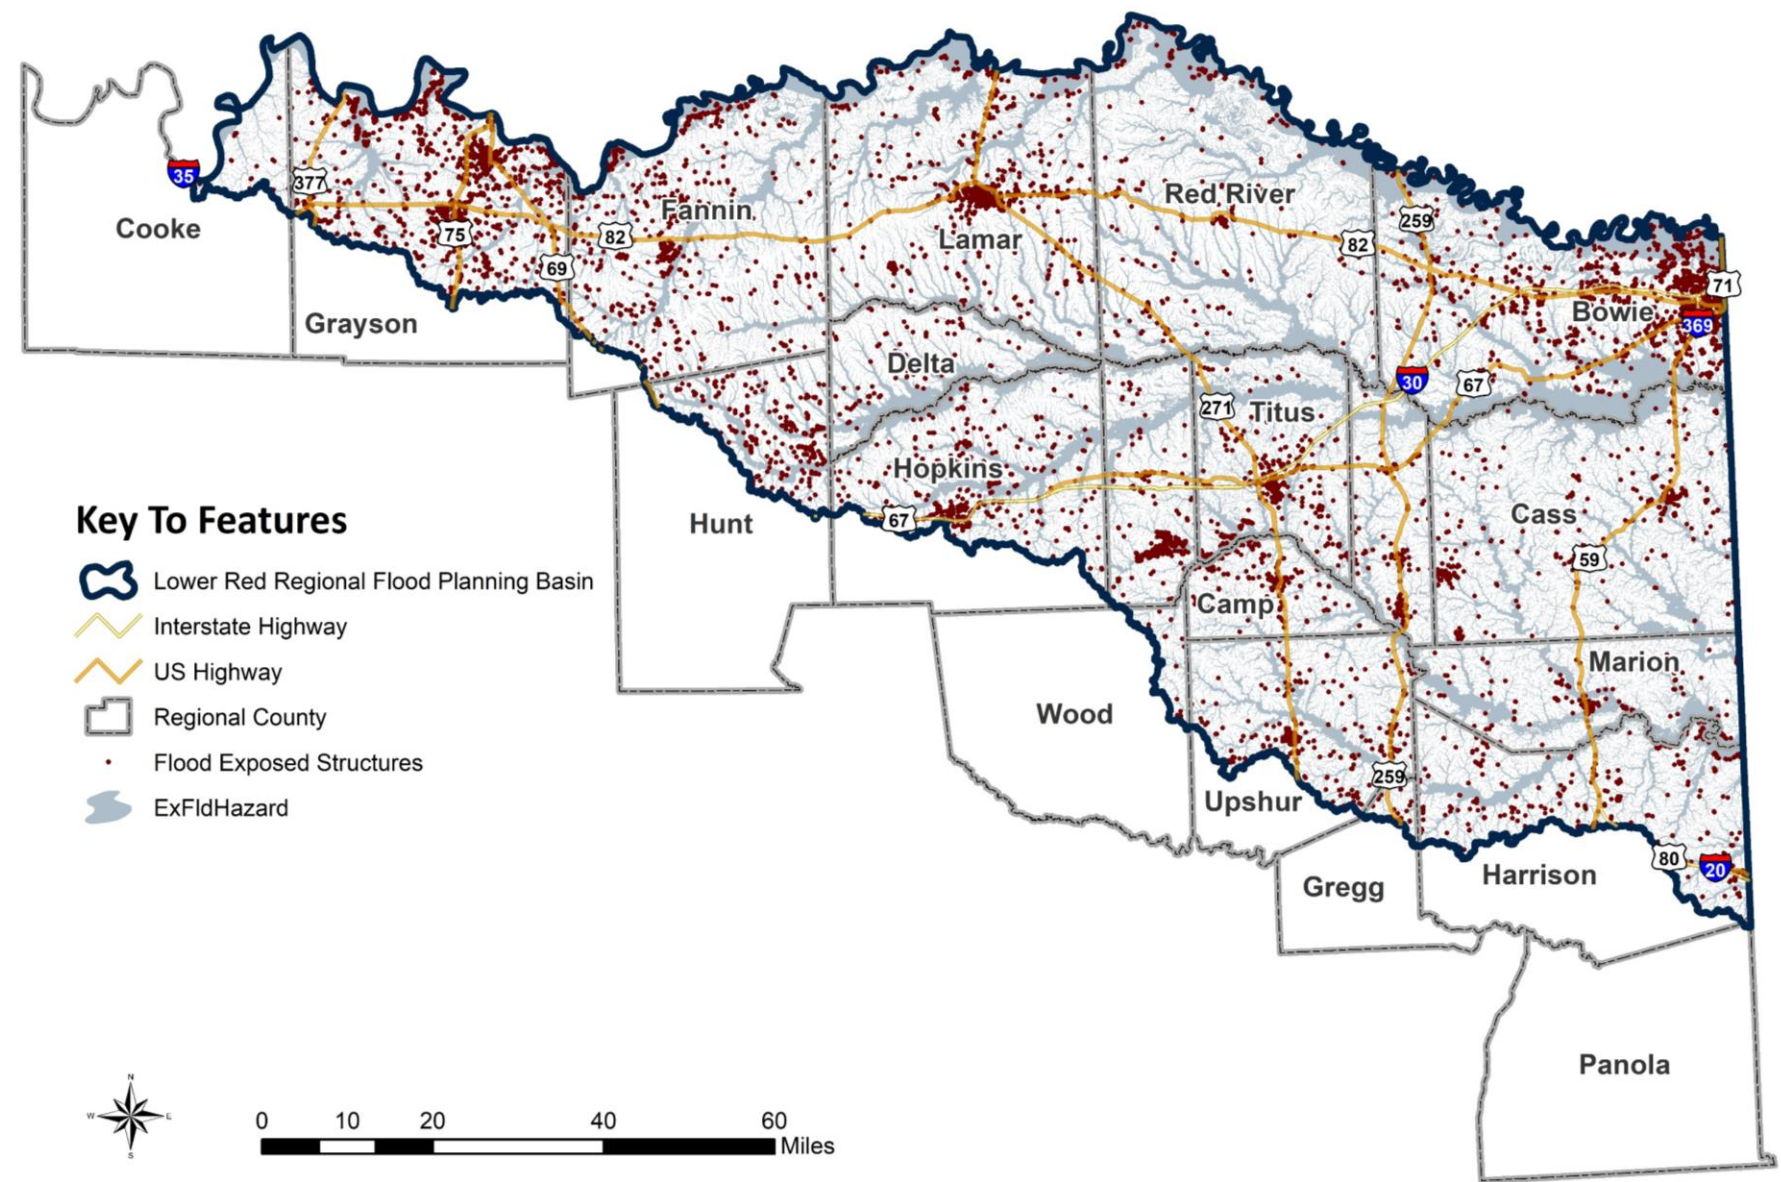 35
377
Cooke
75
82
69
Fannin
Grayson
Lamar
Red River
259
82
71
Bowie
369
Delta
30
67
271
Titus
Hopkins
67
Hunt
Cass
59
Camp
Marion
Wood
259
Upshur
80
20
Gregg
Harrison
Panola
Key To Features
Lower Red Regional Flood Planning Basin
Interstate Highway
US Highway
Regional County
Flood Exposed Structures
ExFldHazard
N
W E
S
0 10 20 40 60
Miles